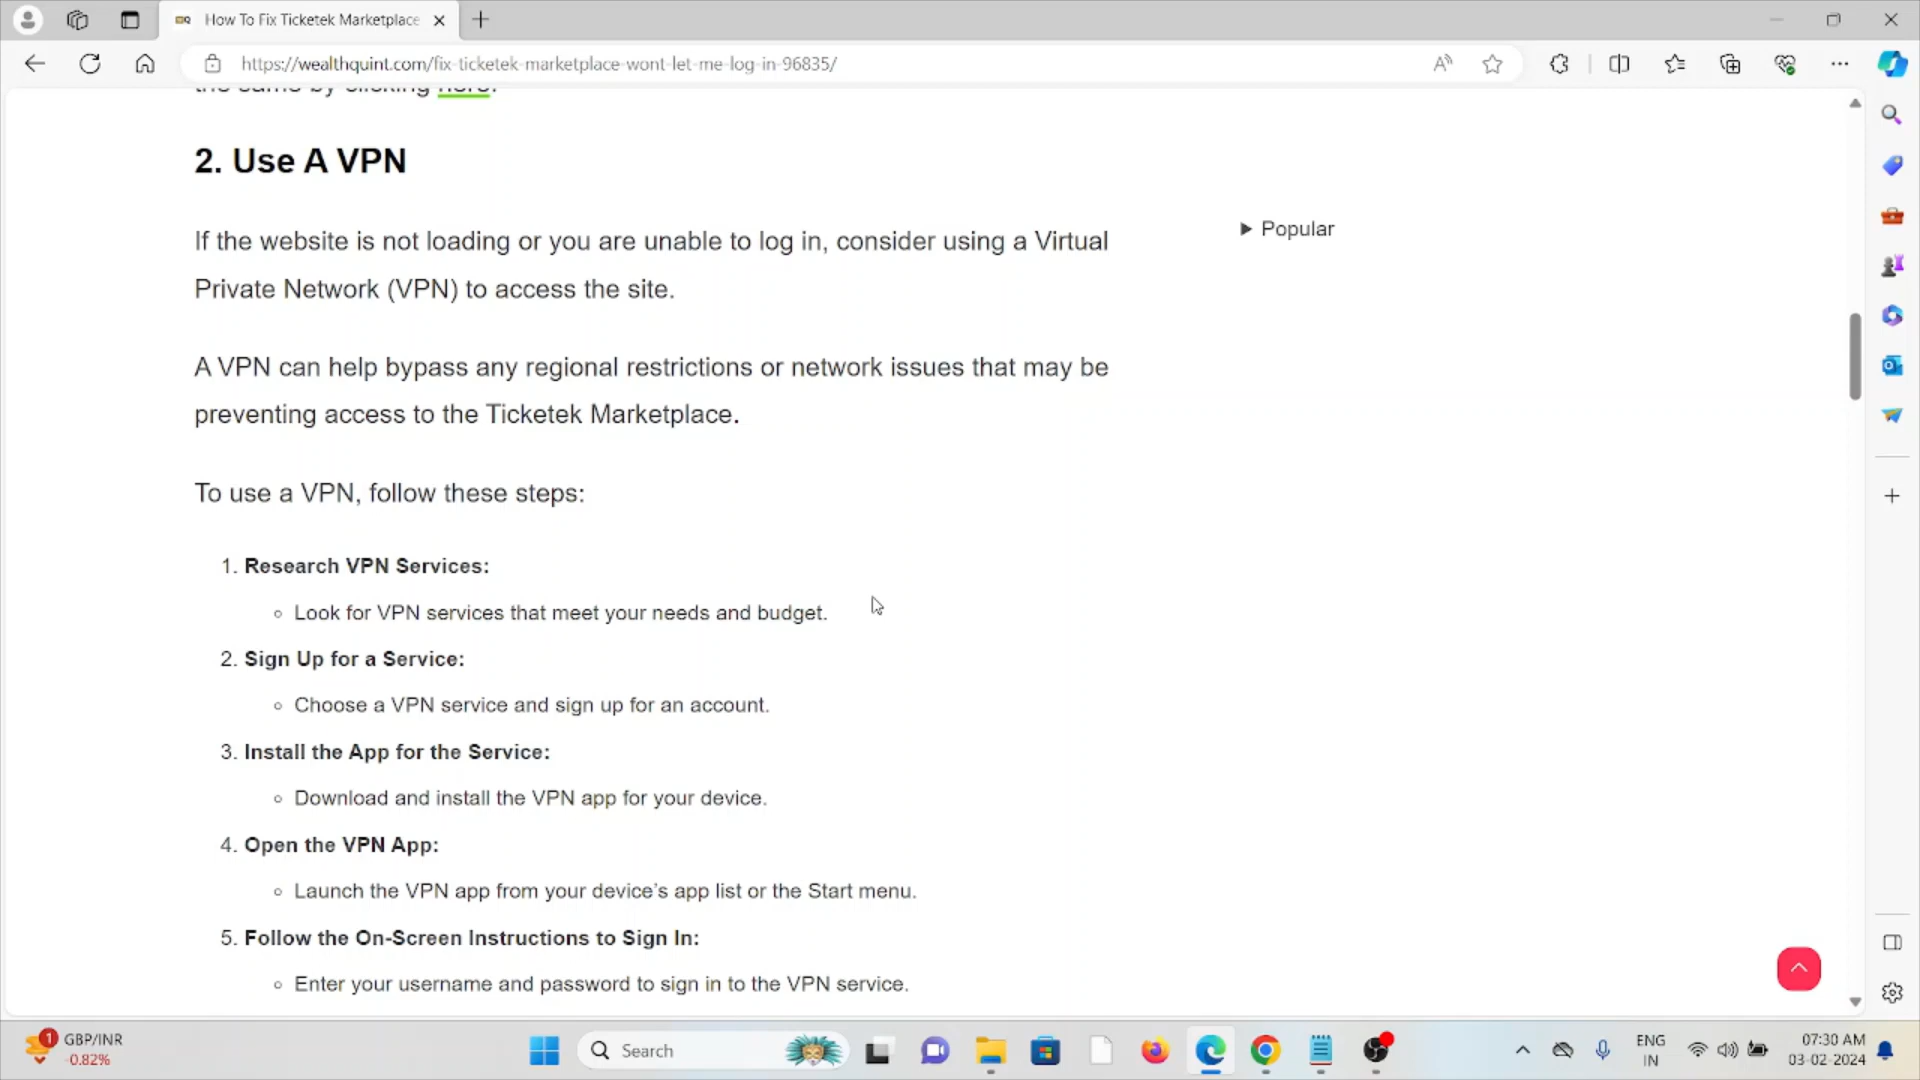 How To Fix Ticketek Marketplace
https://wealthquint.com/fix-ticketek-marketplace-wont-let-me-log-in-96835/
the same by clicking here.
2. Use A VPN
If the website is not loading or you are unable to log in, consider using a Virtual
Private Network (VPN) to access the site.
Popular
A VPN can help bypass any regional restrictions or network issues that may be
preventing access to the Ticketek Marketplace.
To use a VPN, follow these steps:
1. Research VPN Services:
Look for VPN services that meet your needs and budget.
2. Sign Up for a Service:
Choose a VPN service and sign up for an account.
3. Install the App for the Service:
Download and install the VPN app for your device.
4. Open the VPN App:
Launch the VPN app from your device’s app list or the Start menu.
5. Follow the On-Screen Instructions to Sign In:
Enter your username and password to sign in to the VPN service.
1
GBP/INR
-0.82%
Search
ENG
IN
07:30 AM
03-02-2024